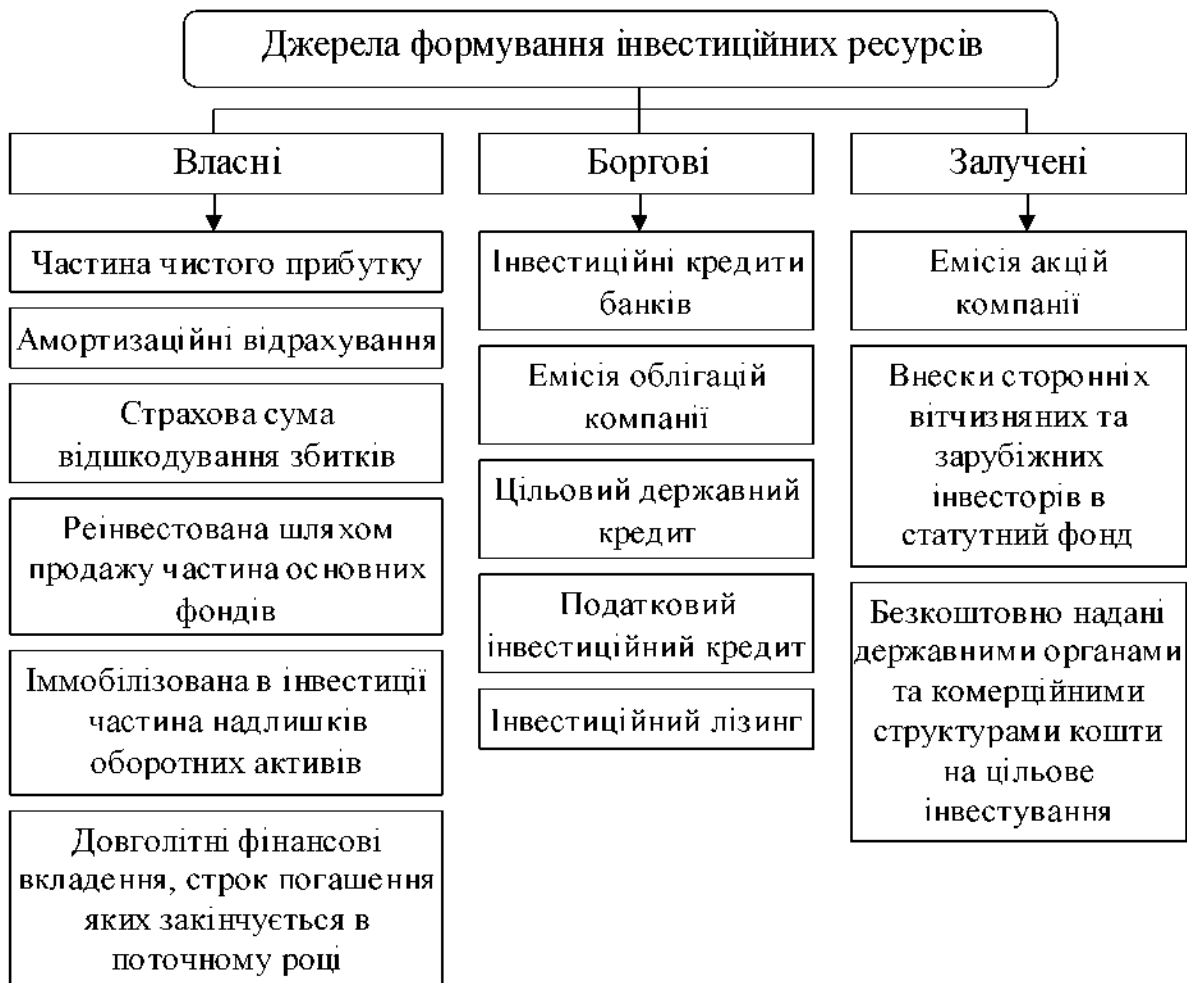 Джерела формування інвестиційних ресурсів
Власні
Частина чистого прибутку
Амортизаційні відрахування
Страхова сума
відшкодування збитків
Реінвестована шляхом
продажу частина основних
фондів
Іммобілізована в інвестиції
частина надлишків
оборотних активів
Довголітні фінансові
вкладення, строк погашення
яких закінчується в
поточному році
Боргові
Інвестиційні кредити
банків
Емісія облігацій
компанії
Цільовий державний
кредит
Податковий
інвестиційний кредит
Інвестиційний лізинг
Залучені
Емісія акцій
компанії
Внески сторонніх
вітчизняних та
зарубіжних
інвесторів в
статутний фонд
Безкоштовно надані
державними органами
та комерційними
структурами кошти
на цільове
інвестування